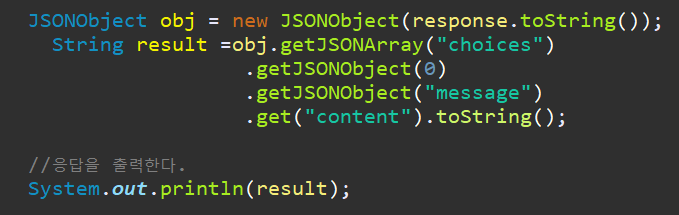 JSONObject obj = new JSONObject(response.toString());
String result =obj.getJSONArray("choices")
.getJSONObject(0)
.getJSONObject("message")
.get("content").toString();
//응답을 출력한다.
System.out.println(result);